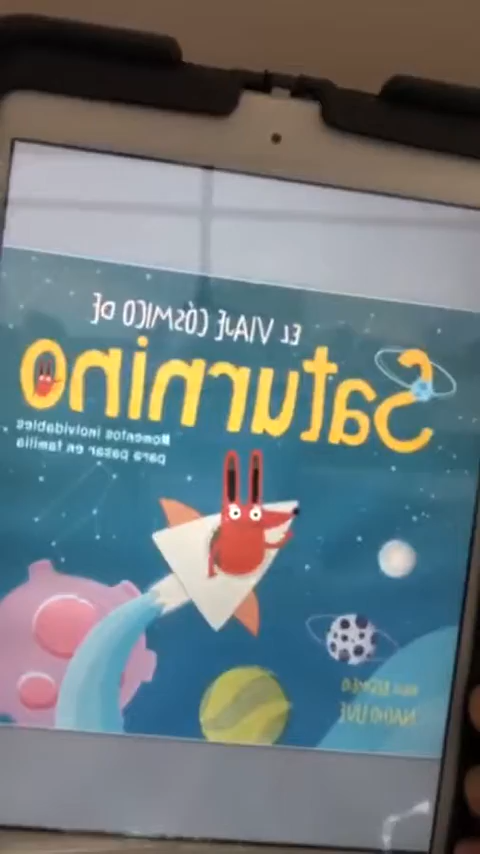 EL VIAJE CÓSMICO DE
Saturnino
Momentos inolvidables
para pasar en familia